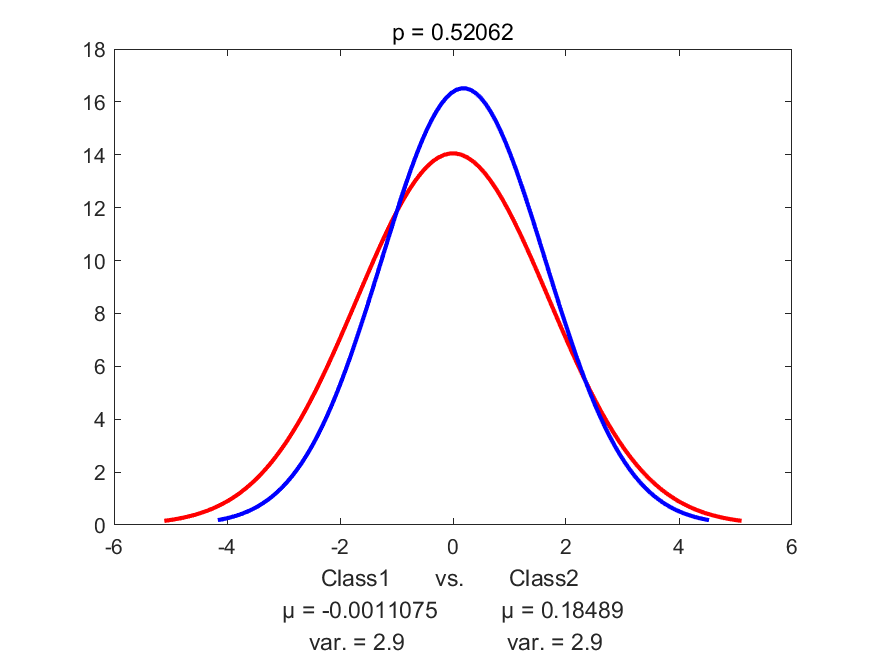 p = 0.52062
18
16
14
12
10
8
6
4
2
0
-6 -4 -2 0 2 4 6
Class1 vs. Class2
μ = -0.0011075 μ = 0.18489
var. = 2.9 var. = 2.9